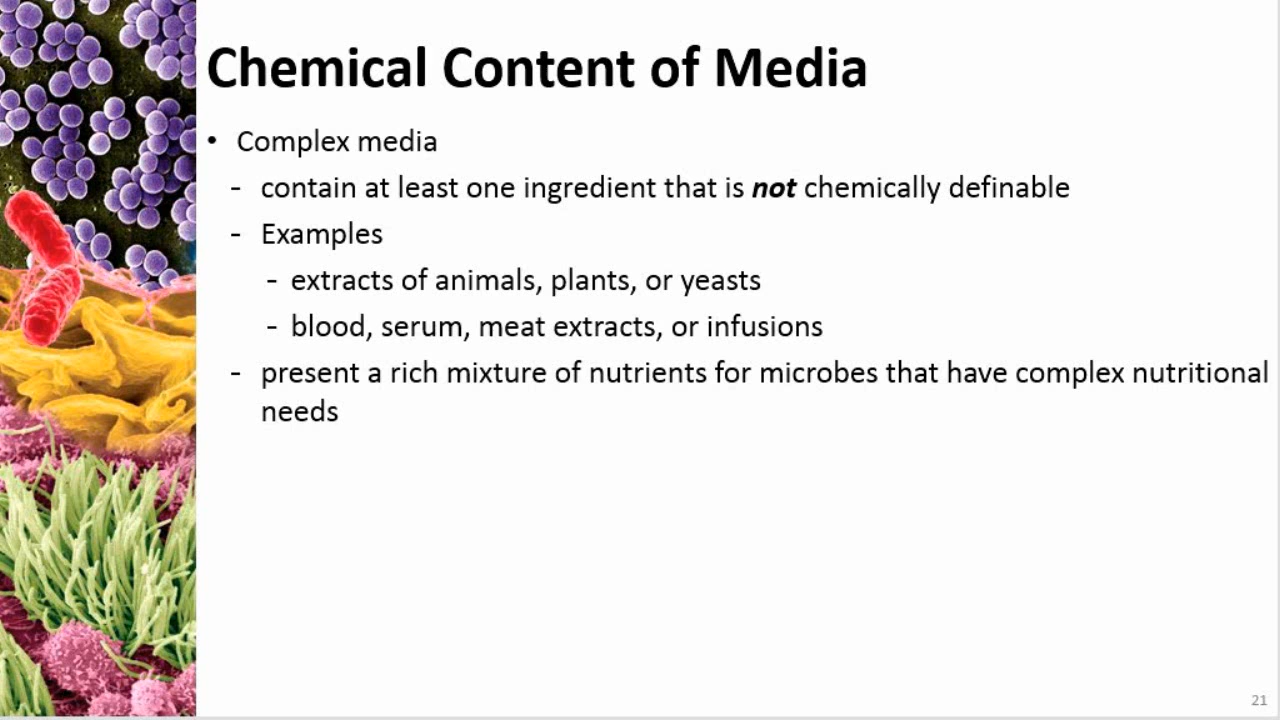 Chemical Content of Media
• Complex media
- contain at least one ingredient that is not chemically definable
- Examples
- extracts of animals, plants, or yeasts
- blood, serum, meat extracts, or infusions
- present a rich mixture of nutrients for microbes that have complex nutritional
needs
21